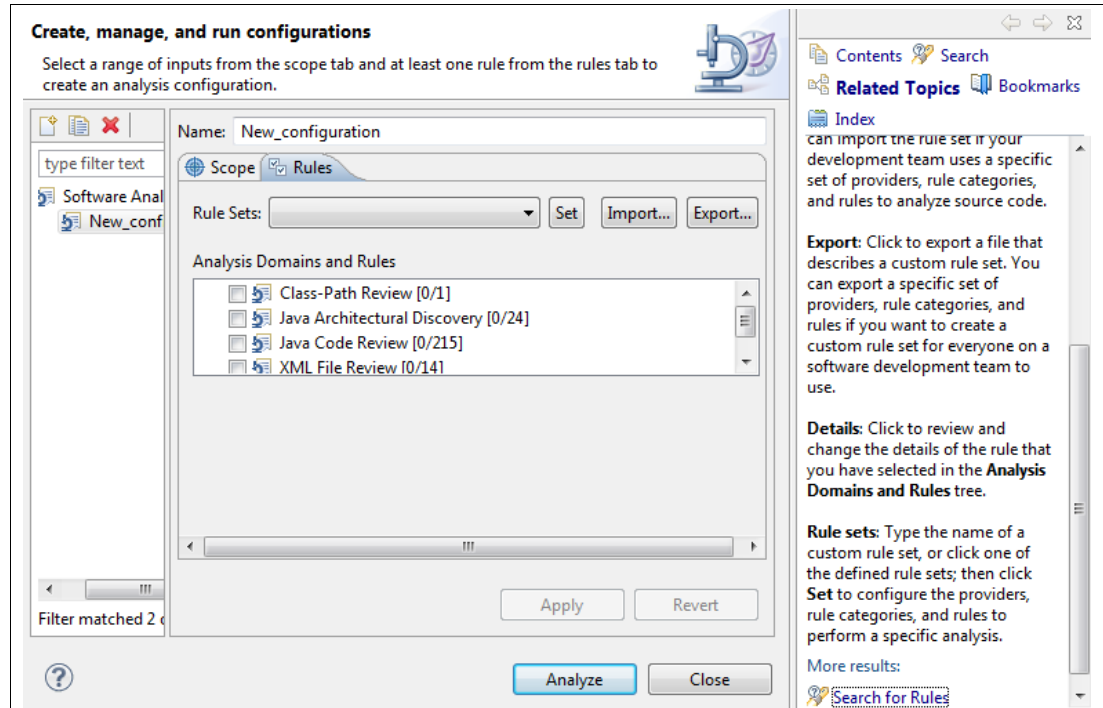 Create, manage, and run configurations
Select a range of inputs from the scope tab and at least one rule from the rules tab to
create an analysis configuration.
type filter text
Software Anal
New_conf
Filter matched 2
Name: New_configuration
Scope Rules
Rule Sets: Set Import... Export...
Analysis Domains and Rules
Class-Path Review [0/1]
Java Architectural Discovery [0/24]
Java Code Review [0/215]
XML File Review [0/14]
Apply Revert
Analyze Close
Contents Search
Related Topics Bookmarks
Index
can import the rule set if your
development team uses a specific
set of providers, rule categories,
and rules to analyze source code.
Export: Click to export a file that
describes a custom rule set. You
can export a specific set of
providers, rule categories, and
rules if you want to create a
custom rule set for everyone on a
software development team to
use.
Details: Click to review and
change the details of the rule that
you have selected in the Analysis
Domains and Rules tree.
Rule sets: Type the name of a
custom rule set, or click one of
the defined rule sets; then click
Set to configure the providers,
rule categories, and rules to
perform a specific analysis.
More results:
Search for Rules